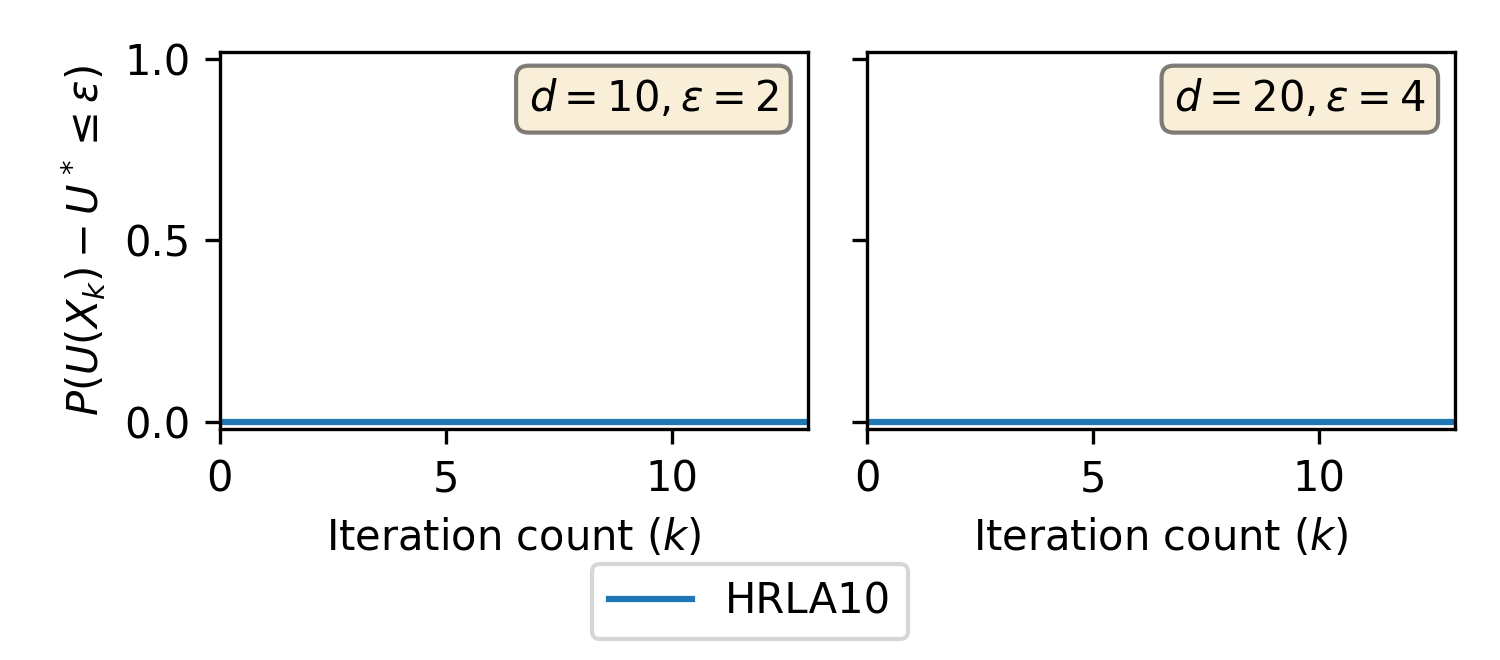 P(U(X_k) − U* ≤ ε)
1.0
0.5
0.0
d = 10, ε = 2
0 5 10
Iteration count (k)
d = 20, ε = 4
0 5 10
Iteration count (k)
HRLA10